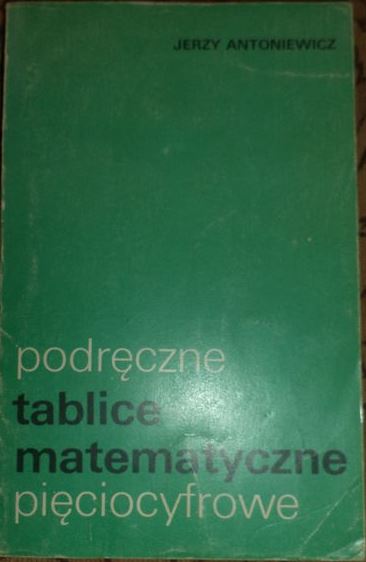 JERZY ANTONIEWICZ
podręczne
tablice
matematyczne
pięciocyfrowe